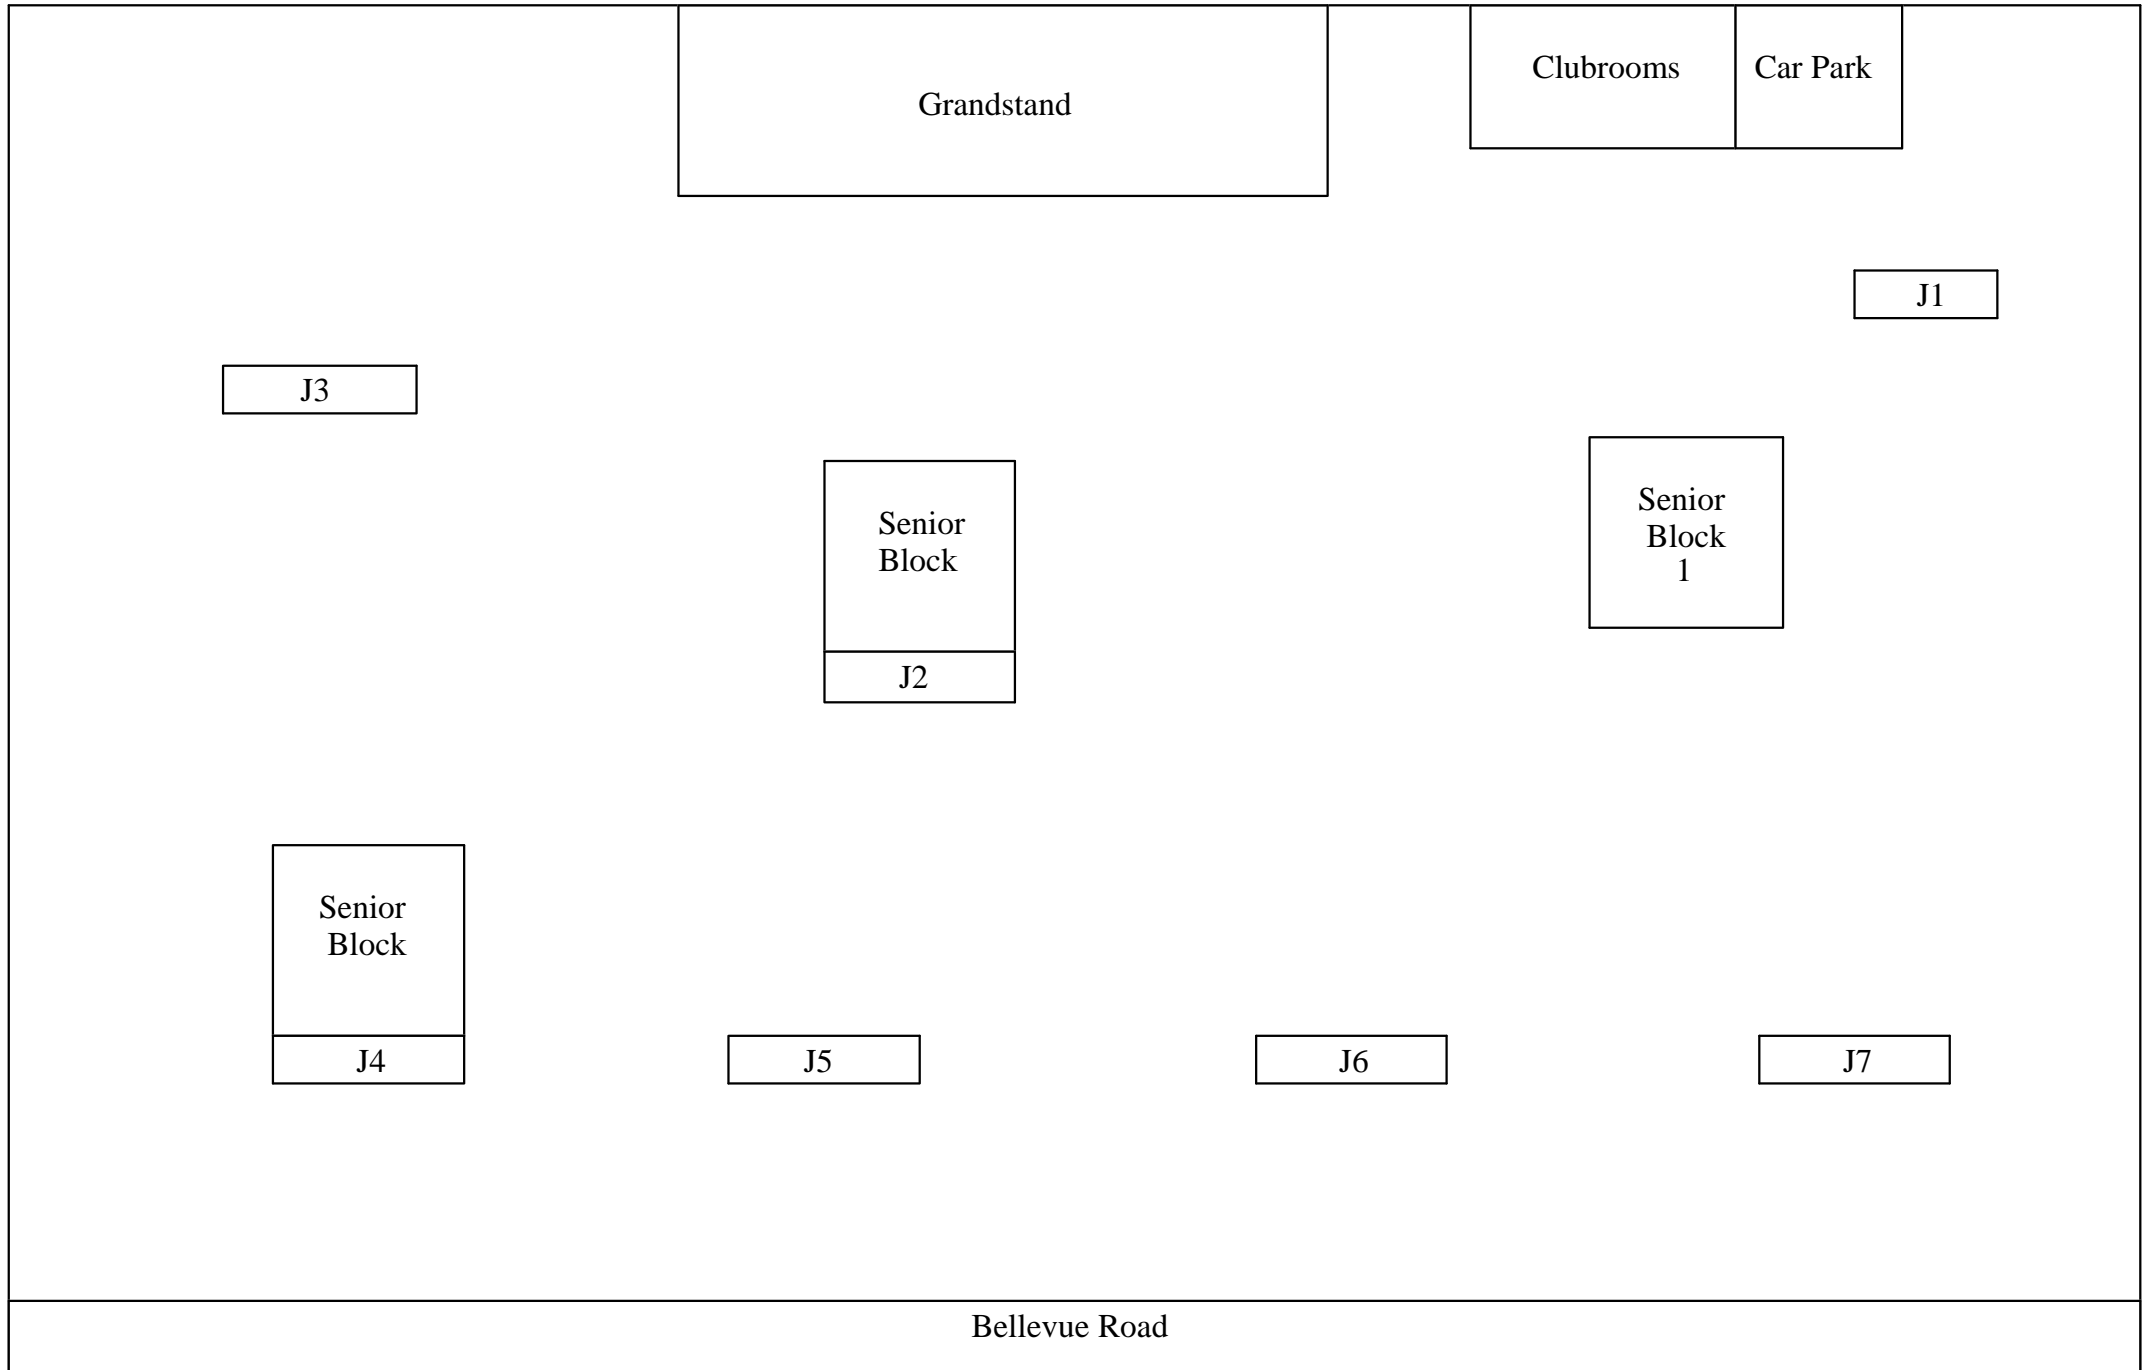 Clubrooms
Car Park
Grandstand
J1
J3
Senior
Block
1
Senior
Block
J2
Senior
Block
J4
J5
J6
J7
Bellevue Road